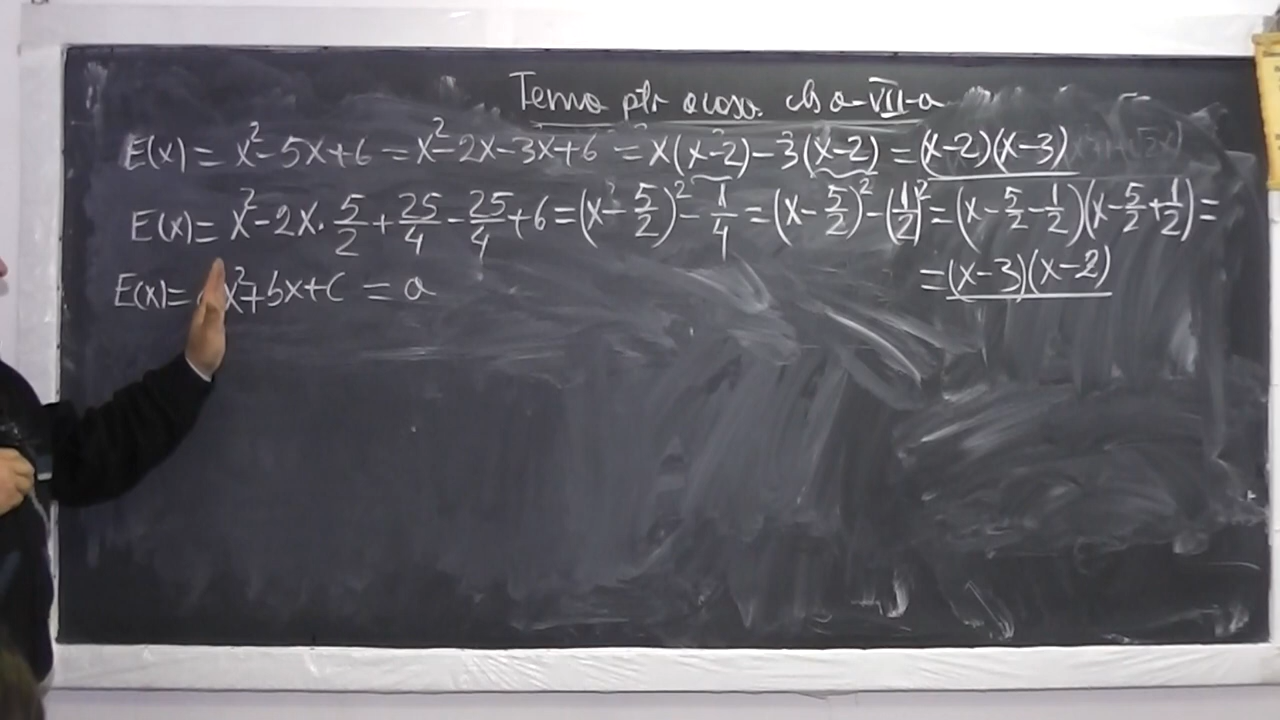 Tema ptr acasă cls a-VII-a
E(x) = x² - 5x + 6 = x² - 2x - 3x + 6 = x(x-2) - 3(x-2) = (x-2)(x-3)
E(x) = x² - 2x · 5/2 + 25/4 - 25/4 + 6 = (x - 5/2)² - 1/4 = (x - 5/2)² - (1/2)² = (x - 5/2 - 1/2)(x - 5/2 + 1/2) =
= (x-3)(x-2)
E(x) = x² + bx + c = a